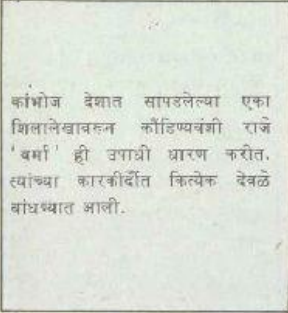 कांभोज देशात सापडलेल्या एका
शिलालेखावरुन कौंडिण्यवंशी राजे
'वर्मा' ही उपाधी धारण करीत.
त्यांच्या कारकीर्दीत कित्येक देवळे
बांधण्यात आली.